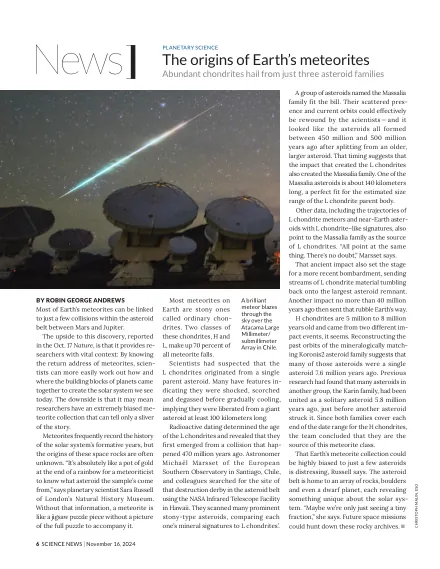 News
PLANETARY SCIENCE
The origins of Earth's meteorites
Abundant chondrites hail from just three asteroid families
BY ROBIN GEORGE ANDREWS
Most of Earth's meteorites can be linked
to just a few collisions within the asteroid
belt between Mars and Jupiter.
The upside to this discovery, reported
in the Oct. 17 Nature, is that it provides re-
searchers with vital context: By knowing
the return address of meteorites, scien-
tists can more easily work out how and
where the building blocks of planets came
together to create the solar system we see
today. The downside is that it may mean
researchers have an extremely biased me-
teorite collection that can tell only a sliver
of the story.
Meteorites frequently record the history
of the solar system's formative years, but
the origins of these space rocks are often
unknown. "It's absolutely like a pot of gold
at the end of a rainbow for a meteoriticist
to know what asteroid the sample's come
from," says planetary scientist Sara Russell
of London's Natural History Museum.
Without that information, a meteorite is
like a jigsaw puzzle piece without a picture
of the full puzzle to accompany it.
Most meteorites on
Earth are stony ones
called ordinary chon-
drites. Two classes of
these chondrites, H and
L, make up 70 percent of
all meteorite falls.
Scientists had suspected that the
L chondrites originated from a single
parent asteroid. Many have features in-
dicating they were shocked, scorched
and degassed before gradually cooling,
implying they were liberated from a giant
asteroid at least 100 kilometers long.
Radioactive dating determined the age
of the L chondrites and revealed that they
first emerged from a collision that hap-
pened 470 million years ago. Astronomer
Michaël Marsset of the European
Southern Observatory in Santiago, Chile,
and colleagues searched for the site of
that destruction derby in the asteroid belt
using the NASA Infrared Telescope Facility
in Hawaii. They scanned many prominent
stony-type asteroids, comparing each
one's mineral signatures to L chondrites'.
A brilliant
meteor blazes
through the
sky over the
Atacama Large
Millimeter/
submillimeter
Array in Chile.
A group of asteroids named the Massalia
family fit the bill. Their scattered pres-
ence and current orbits could effectively
be rewound by the scientists — and it
looked like the asteroids all formed
between 450 million and 500 million
years ago after splitting from an older,
larger asteroid. That timing suggests that
the impact that created the L chondrites
also created the Massalia family. One of the
Massalia asteroids is about 140 kilometers
long, a perfect fit for the estimated size
range of the L chondrite parent body.
Other data, including the trajectories of
L chondrite meteors and near-Earth aster-
oids with L chondrite-like signatures, also
point to the Massalia family as the source
of L chondrites. "All point at the same
thing. There's no doubt," Marsset says.
That ancient impact also set the stage
for a more recent bombardment, sending
streams of L chondrite material tumbling
back onto the largest asteroid remnant.
Another impact no more than 40 million
years ago then sent that rubble Earth's way.
H chondrites are 5 million to 8 million
years old and came from two different im-
pact events, it seems. Reconstructing the
past orbits of the mineralogically match-
ing Koronis2 asteroid family suggests that
many of those asteroids were a single
asteroid 7.6 million years ago. Previous
research had found that many asteroids in
another group, the Karin family, had been
united as a solitary asteroid 5.8 million
years ago, just before another asteroid
struck it. Since both families cover each
end of the date range for the H chondrites,
the team concluded that they are the
source of this meteorite class.
That Earth's meteorite collection could
be highly biased to just a few asteroids
is distressing, Russell says. The asteroid
belt is home to an array of rocks, boulders
and even a dwarf planet, each revealing
something unique about the solar sys-
tem. "Maybe we're only just seeing a tiny
fraction," she says. Future space missions
could hunt down these rocky archives.
6 SCIENCE NEWS | November 16, 2024